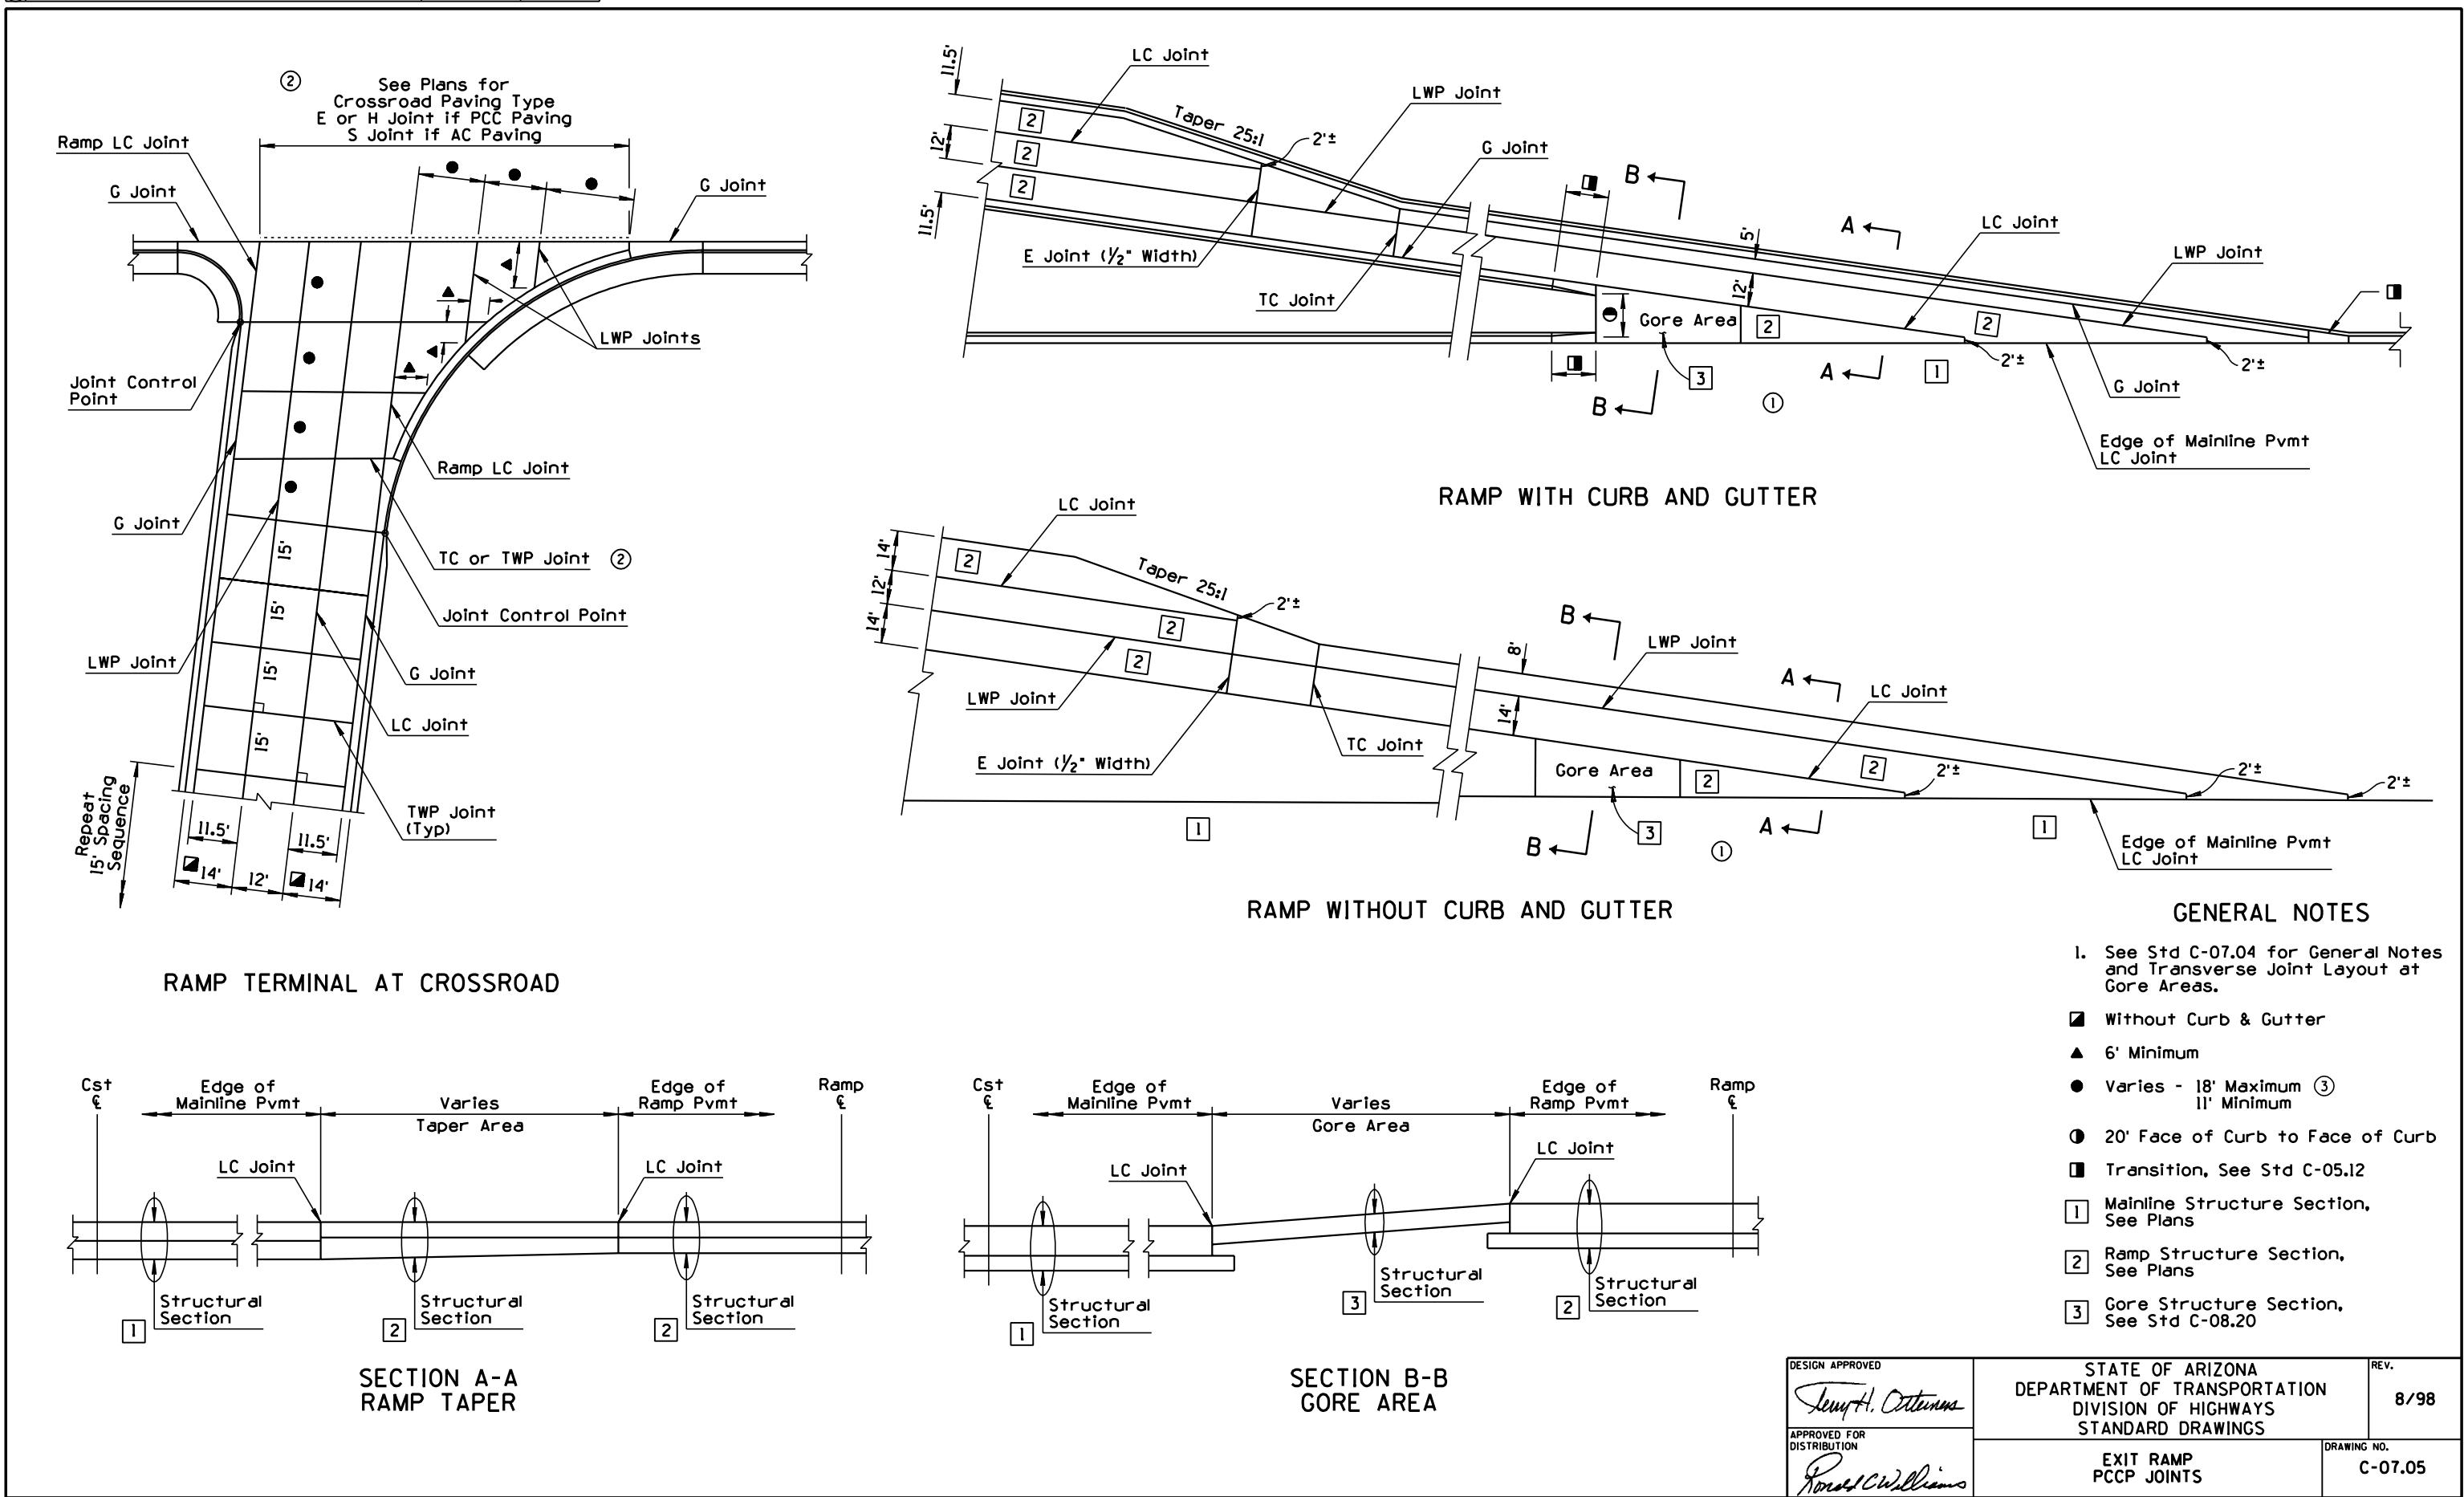 ②
See Plans for
Crossroad Paving Type
E or H Joint if PCC Paving
S Joint if AC Paving
Ramp LC Joint
G Joint
G Joint
LWP Joints
Joint Control
Point
Ramp LC Joint
G Joint
TC or TWP Joint ②
Joint Control Point
LWP Joint
G Joint
LC Joint
TWP Joint
(Typ)
15'
15'
15'
15'
Repeat
15' Spacing
Sequence
11.5'
11.5'
14'
12'
14'
RAMP TERMINAL AT CROSSROAD
11.5'
12'
11.5'
LC Joint
Taper 25:1
2'±
LWP Joint
G Joint
2
2
2
E Joint (1/2" Width)
TC Joint
B
B
A
A
5'
12'
Gore Area
2
2
3
1
①
LC Joint
LWP Joint
2'±
2'±
G Joint
Edge of Mainline Pvmt
LC Joint
RAMP WITH CURB AND GUTTER
14'
12'
14'
LC Joint
Taper 25:1
2'±
2
2
2
LWP Joint
E Joint (1/2" Width)
TC Joint
B
B
A
A
8'
14'
LWP Joint
LC Joint
Gore Area
2
2
2'±
2'±
2'±
1
3
①
1
Edge of Mainline Pvmt
LC Joint
RAMP WITHOUT CURB AND GUTTER
GENERAL NOTES
1. See Std C-07.04 for General Notes
and Transverse Joint Layout at
Gore Areas.
Without Curb & Gutter
▲ 6' Minimum
● Varies - 18' Maximum ③
11' Minimum
20' Face of Curb to Face of Curb
Transition, See Std C-05.12
1 Mainline Structure Section,
See Plans
2 Ramp Structure Section,
See Plans
3 Gore Structure Section,
See Std C-08.20
Cst
℄
Edge of
Mainline Pvmt
Varies
Taper Area
Edge of
Ramp Pvmt
Ramp
℄
LC Joint
LC Joint
Structural
Section
1
Structural
Section
2
Structural
Section
2
SECTION A-A
RAMP TAPER
Cst
℄
Edge of
Mainline Pvmt
Varies
Gore Area
Edge of
Ramp Pvmt
Ramp
℄
LC Joint
LC Joint
Structural
Section
1
Structural
Section
3
Structural
Section
2
SECTION B-B
GORE AREA
DESIGN APPROVED
APPROVED FOR
DISTRIBUTION
Ronald C Williams
STATE OF ARIZONA
DEPARTMENT OF TRANSPORTATION
DIVISION OF HIGHWAYS
STANDARD DRAWINGS
REV.
8/98
EXIT RAMP
PCCP JOINTS
DRAWING NO.
C-07.05